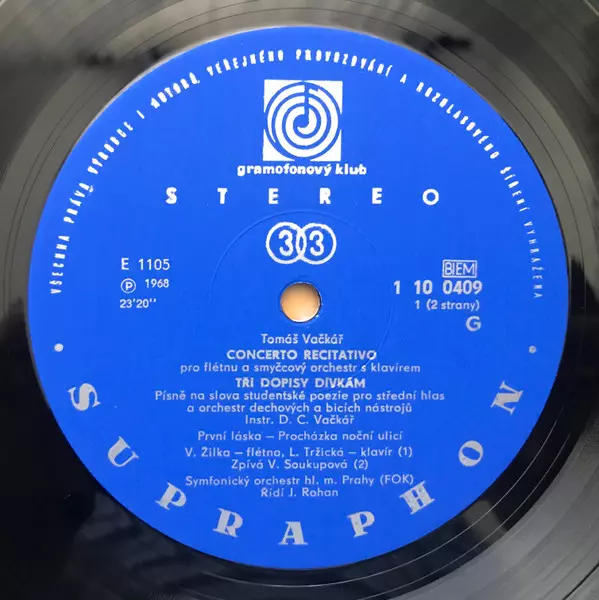 VŠECHNA PRÁVA VÝROBCE I AUTORŮ VEŘEJNÉHO PROVOZOVÁNÍ A ROZHLASOVÉHO ŠÍŘENÍ VYHRAŽENA
gramofonový klub
STEREO
33
E 1105
℗ 1968
23'20''
BIEM
1 10 0409
1 (2 strany)
G
Tomáš Vačkář
CONCERTO RECITATIVO
pro flétnu a smyčcový orchestr s klavírem
TŘI DOPISY DÍVKÁM
Písně na slova studentské poezie pro střední hlas
a orchestr dechových a bicích nástrojů
Instr. D. C. Vačkář
První láska – Procházka noční ulicí
V. Žilka – flétna, L. Tržická – klavír (1)
Zpívá V. Soukupová (2)
Symfonický orchestr hl. m. Prahy (FOK)
Řídí J. Rohan
• SUPRAPHON •